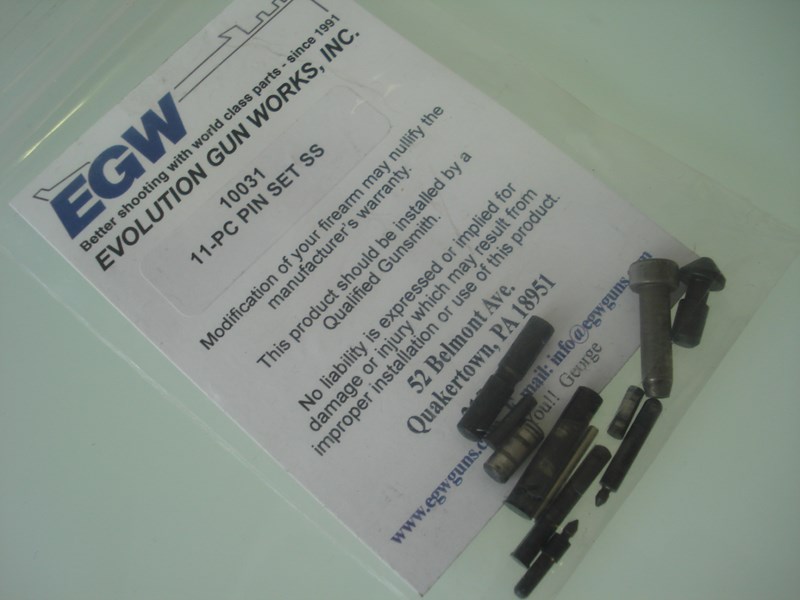 EGW
Better shooting with world class parts - since 1991
EVOLUTION GUN WORKS, INC.
10031
11-PC PIN SET SS
Modification of your firearm may nullify the
manufacturer's warranty.
This product should be installed by a
Qualified Gunsmith.
No liability is expressed or implied for
damage or injury which may result from
improper installation or use of this product.
52 Belmont Ave.
Quakertown, PA 18951
www.egwguns.c mail: info@egwguns.com
You!! George